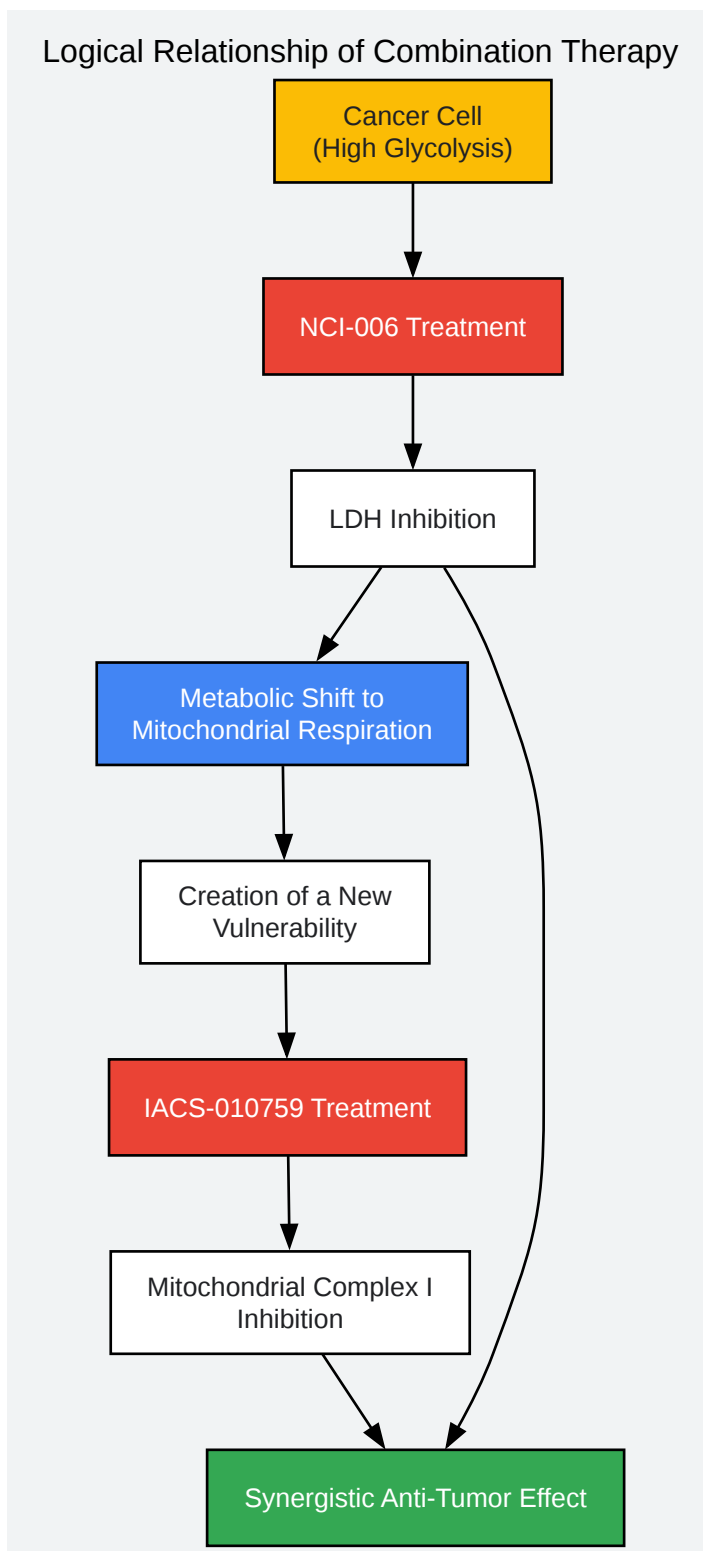 Logical Relationship of Combination Therapy
Cancer Cell
(High Glycolysis)
NCI-006 Treatment
LDH Inhibition
Metabolic Shift to
Mitochondrial Respiration
Creation of a New
Vulnerability
IACS-010759 Treatment
Mitochondrial Complex I
Inhibition
Synergistic Anti-Tumor Effect